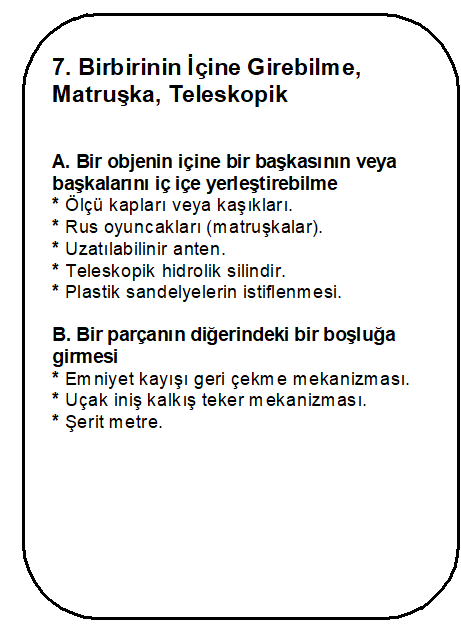 7. Birbirinin İçine Girebilme,
Matruşka, Teleskopik
A. Bir objenin içine bir başkasının veya
başkalarını iç içe yerleştirebilme
* Ölçü kapları veya kaşıkları.
* Rus oyuncakları (matruşkalar).
* Uzatılabilinir anten.
* Teleskopik hidrolik silindir.
* Plastik sandelyelerin istiflenmesi.
B. Bir parçanın diğerindeki bir boşluğa
girmesi
* Emniyet kayışı geri çekme mekanizması.
* Uçak iniş kalkış teker mekanizması.
* Şerit metre.